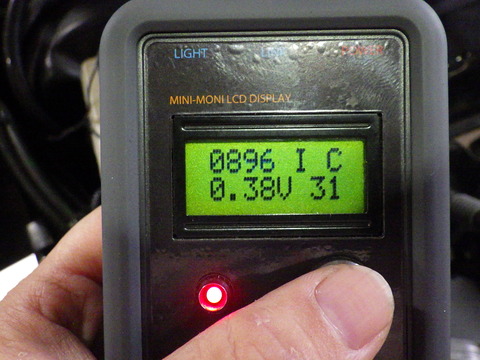 LIGHT
MINI-MONI LCD DISPLAY
0896 I C
0.38V 31